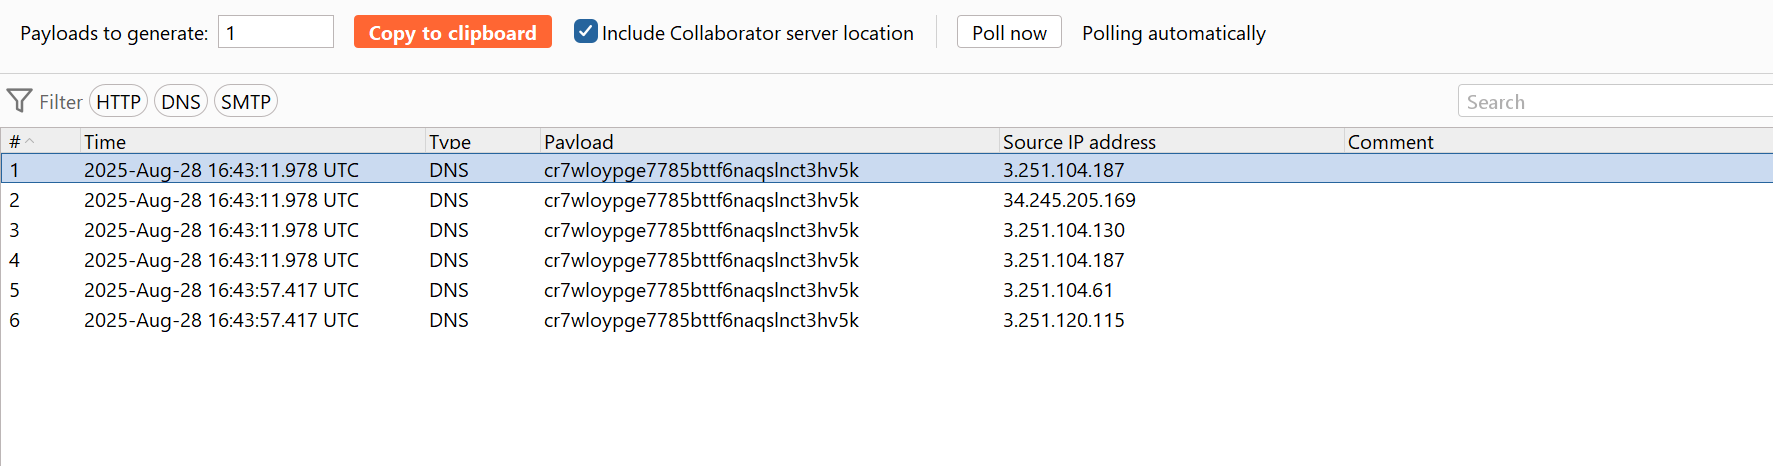 Payloads to generate: 1 Copy to clipboard Include Collaborator server location Poll now Polling automatically
Filter HTTP DNS SMTP Search
# Time Type Payload Source IP address Comment
1 2025-Aug-28 16:43:11.978 UTC DNS cr7wloypge7785bttf6naqslnct3hv5k 3.251.104.187
2 2025-Aug-28 16:43:11.978 UTC DNS cr7wloypge7785bttf6naqslnct3hv5k 34.245.205.169
3 2025-Aug-28 16:43:11.978 UTC DNS cr7wloypge7785bttf6naqslnct3hv5k 3.251.104.130
4 2025-Aug-28 16:43:11.978 UTC DNS cr7wloypge7785bttf6naqslnct3hv5k 3.251.104.187
5 2025-Aug-28 16:43:57.417 UTC DNS cr7wloypge7785bttf6naqslnct3hv5k 3.251.104.61
6 2025-Aug-28 16:43:57.417 UTC DNS cr7wloypge7785bttf6naqslnct3hv5k 3.251.120.115